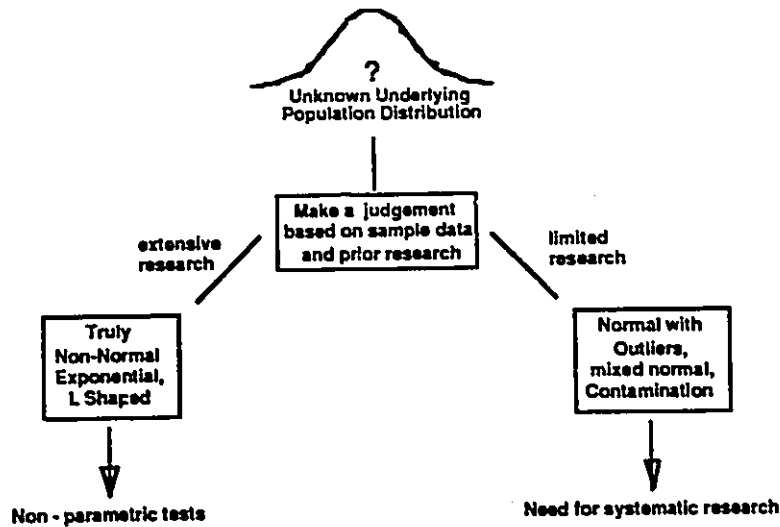 ?
Unknown Underlying
Population Distribution
Make a judgement
based on sample data
and prior research
extensive
research
limited
research
Truly
Non-Normal
Exponential,
L Shaped
Normal with
Outliers,
mixed normal,
Contamination
Non - parametric tests
Need for systematic research